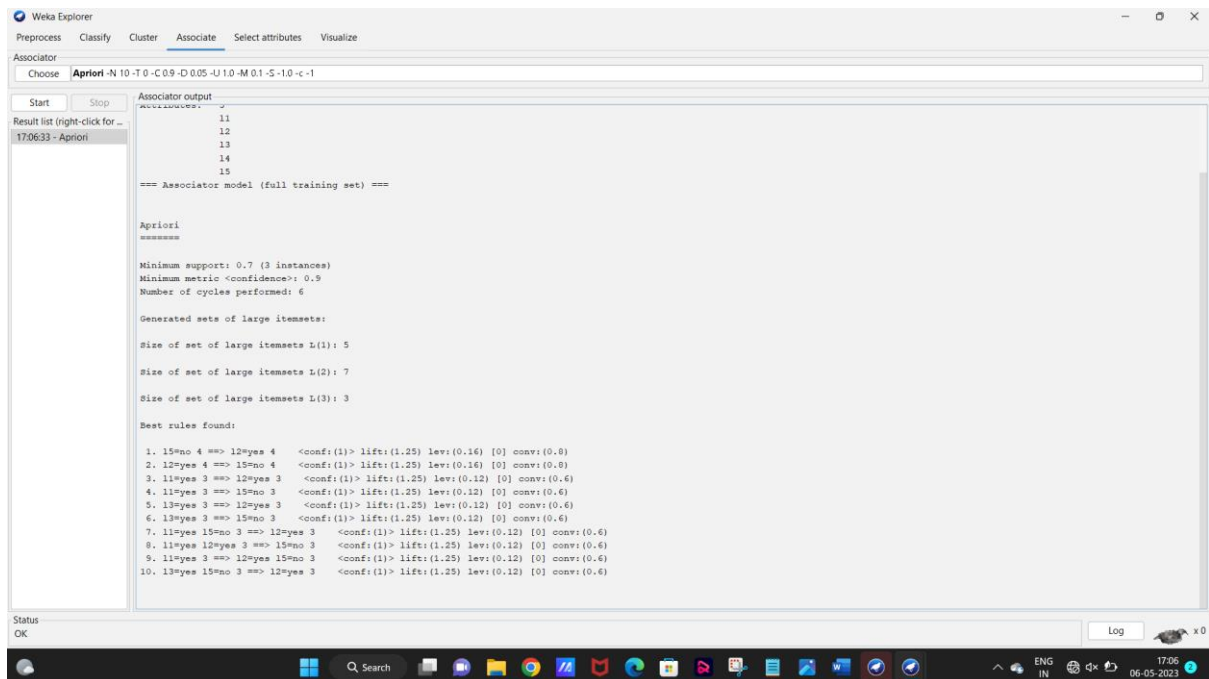 Weka Explorer
Preprocess Classify Cluster Associate Select attributes Visualize
Associator
Choose Apriori -N 10 -T 0 -C 0.9 -D 0.05 -U 1.0 -M 0.1 -S -1.0 -c -1
Start Stop
Result list (right-click for ...
17:06:33 - Apriori
Associator output
Attributes: 5
11
12
13
14
15
=== Associator model (full training set) ===
Apriori
=======
Minimum support: 0.7 (3 instances)
Minimum metric <confidence>: 0.9
Number of cycles performed: 6
Generated sets of large itemsets:
Size of set of large itemsets L(1): 5
Size of set of large itemsets L(2): 7
Size of set of large itemsets L(3): 3
Best rules found:
1. 15=no 4 ==> 12=yes 4 <conf:(1)> lift:(1.25) lev:(0.16) [0] conv:(0.8)
2. 12=yes 4 ==> 15=no 4 <conf:(1)> lift:(1.25) lev:(0.16) [0] conv:(0.8)
3. 11=yes 3 ==> 12=yes 3 <conf:(1)> lift:(1.25) lev:(0.12) [0] conv:(0.6)
4. 11=yes 3 ==> 15=no 3 <conf:(1)> lift:(1.25) lev:(0.12) [0] conv:(0.6)
5. 13=yes 3 ==> 12=yes 3 <conf:(1)> lift:(1.25) lev:(0.12) [0] conv:(0.6)
6. 13=yes 3 ==> 15=no 3 <conf:(1)> lift:(1.25) lev:(0.12) [0] conv:(0.6)
7. 11=yes 15=no 3 ==> 12=yes 3 <conf:(1)> lift:(1.25) lev:(0.12) [0] conv:(0.6)
8. 11=yes 12=yes 3 ==> 15=no 3 <conf:(1)> lift:(1.25) lev:(0.12) [0] conv:(0.6)
9. 11=yes 3 ==> 12=yes 15=no 3 <conf:(1)> lift:(1.25) lev:(0.12) [0] conv:(0.6)
10. 13=yes 15=no 3 ==> 12=yes 3 <conf:(1)> lift:(1.25) lev:(0.12) [0] conv:(0.6)
Status
OK
Log x 0
Search
ENG
IN
17:06
06-05-2023
2